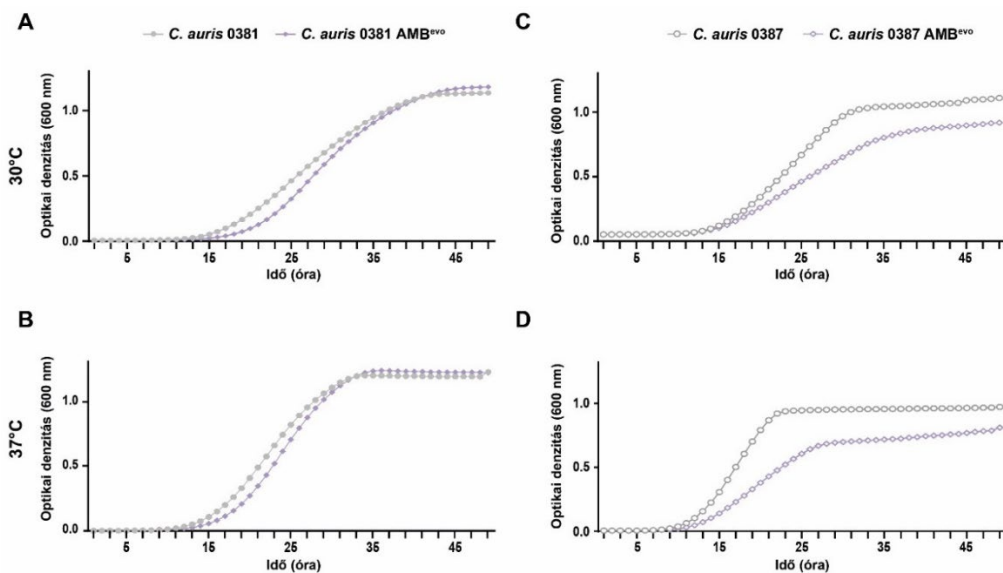 A
C. auris 0381 C. auris 0381 AMBevo
30°C
Optikai denzitás (600 nm)
1.0
0.5
0.0
5 15 25 35 45
Idő (óra)
C
C. auris 0387 C. auris 0387 AMBevo
Optikai denzitás (600 nm)
1.0
0.5
0.0
5 15 25 35 45
Idő (óra)
B
37°C
Optikai denzitás (600 nm)
1.0
0.5
0.0
5 15 25 35 45
Idő (óra)
D
Optikai denzitás (600 nm)
1.0
0.5
0.0
5 15 25 35 45
Idő (óra)